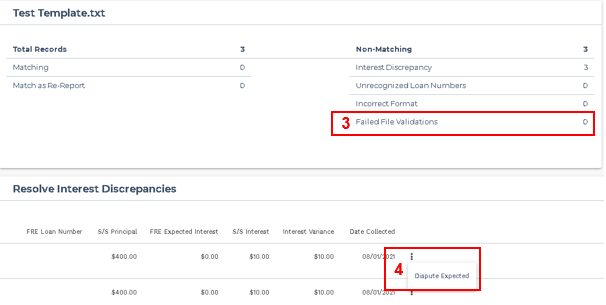 Test Template.txt
Total Records 3 Non-Matching 3
Matching 0 Interest Discrepancy 3
Match as Re-Report 0 Unrecognized Loan Numbers 0
Incorrect Format 0
3 Failed File Validations 0
Resolve Interest Discrepancies
FRE Loan Number S/S Principal FRE Expected Interest S/S Interest Interest Variance Date Collected
$400.00 $0.00 $10.00 $10.00 08/01/2021
4 Dispute Expected
$400.00 $0.00 $10.00 $10.00 08/01/2021